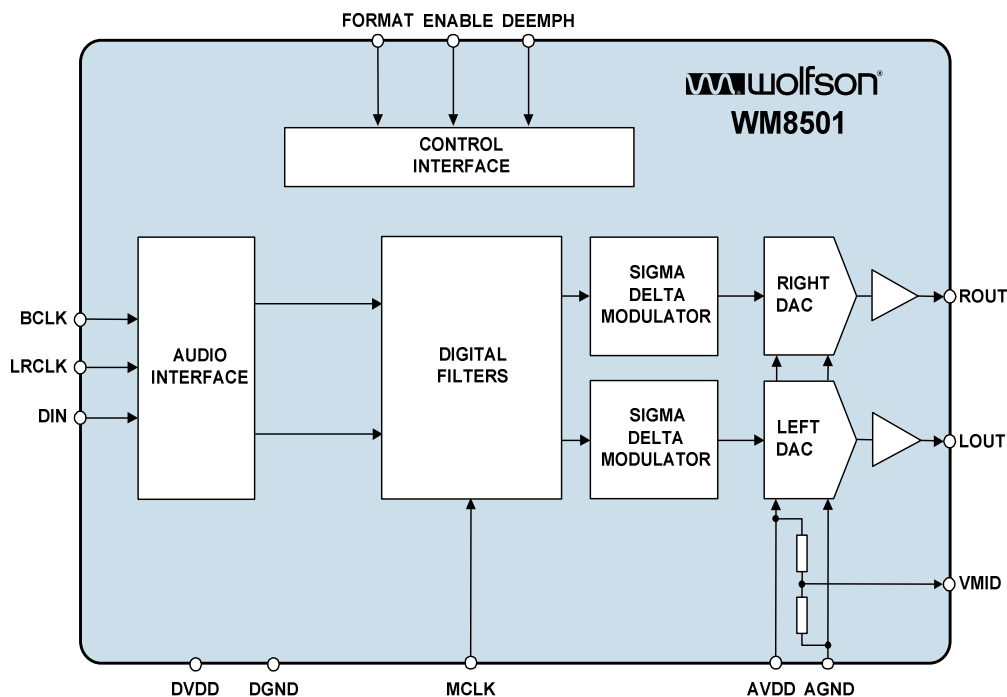 FORMAT ENABLE DEEMPH
wolfson®
WM8501
CONTROL
INTERFACE
AUDIO
INTERFACE
DIGITAL
FILTERS
SIGMA
DELTA
MODULATOR
RIGHT
DAC
SIGMA
DELTA
MODULATOR
LEFT
DAC
BCLK
LRCLK
DIN
ROUT
LOUT
VMID
DVDD DGND MCLK AVDD AGND